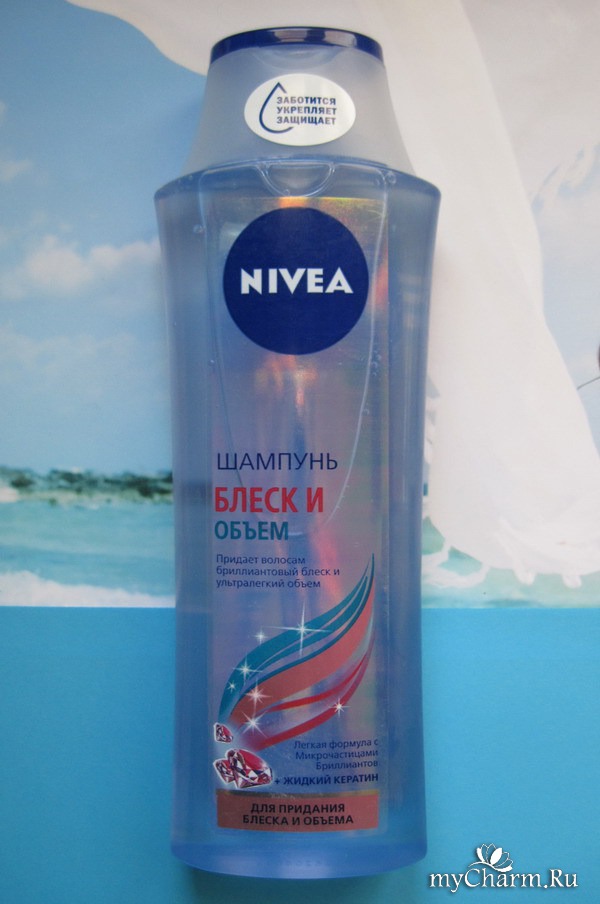 ЗАБОТИТСЯ
УКРЕПЛЯЕТ
ЗАЩИЩАЕТ
NIVEA
ШАМПУНЬ
БЛЕСК И
ОБЪЕМ
Придает волосам
бриллиантовый блеск и
ультралегкий объем
Легкая формула с
Микрочастицами
Бриллиантов
+ ЖИДКИЙ КЕРАТИН
ДЛЯ ПРИДАНИЯ
БЛЕСКА И ОБЪЕМА
myCharm.Ru